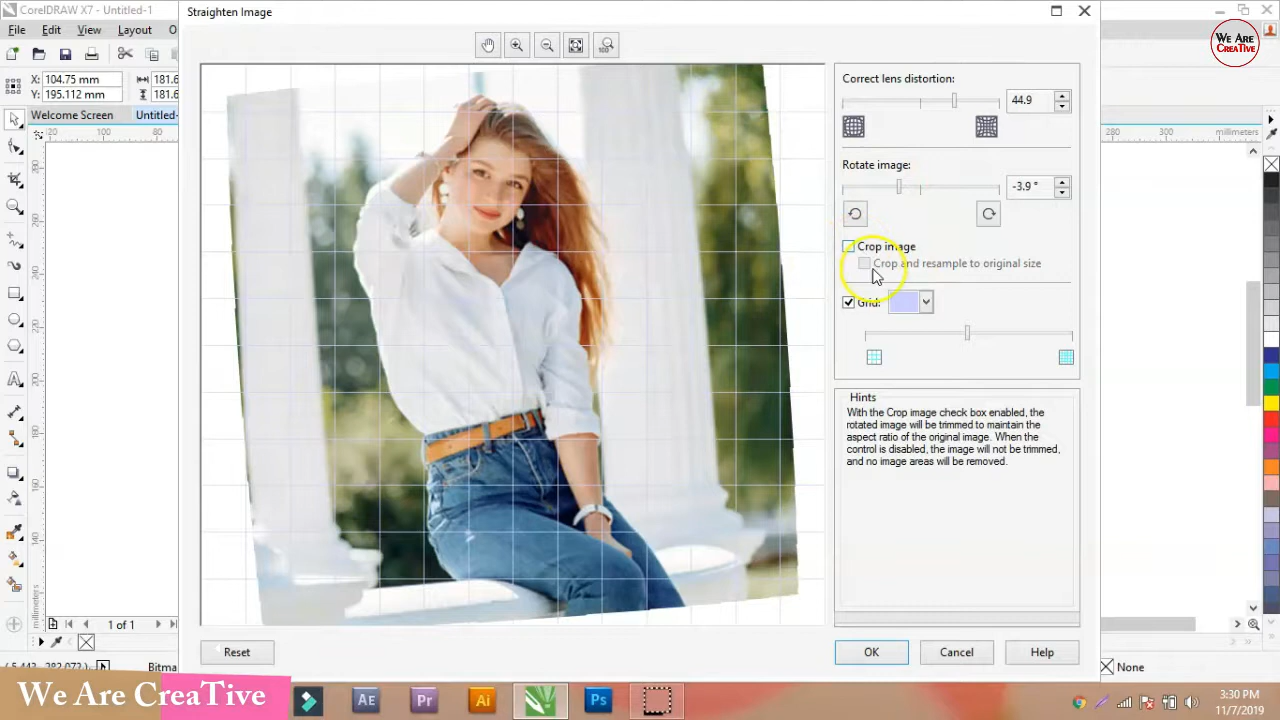 CorelDRAW X7 - Untitled-1
Straighten Image
WE ARE
CREATIVE
File Edit View Layout O
X: 104.75 mm
Y: 195.112 mm
181.6
181.6
Welcome Screen Untitled-
Correct lens distortion:
44.9
Rotate image:
-3.9 °
Crop image
Crop and resample to original size
Grid:
Hints
With the Crop image check box enabled, the
rotated image will be trimmed to maintain the
aspect ratio of the original image. When the
control is disabled, the image will not be trimmed,
and no image areas will be removed.
Reset OK Cancel Help
20 100 80 280 300 millimeters
1 of 1
Bitma
None
We Are CreaTive
AE Pr Ai Ps
3:30 PM
11/7/2019